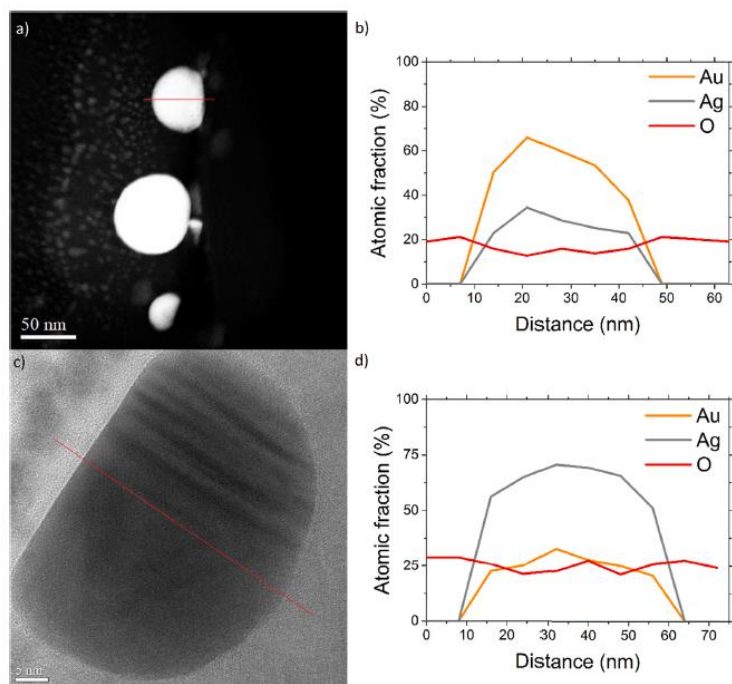 a)
50 nm
b)
Atomic fraction (%)
100
80
60
40
20
0
0 10 20 30 40 50 60
Distance (nm)
Au
Ag
O
c)
5 nm
d)
Atomic fraction (%)
100
75
50
25
0
0 10 20 30 40 50 60 70
Distance (nm)
Au
Ag
O